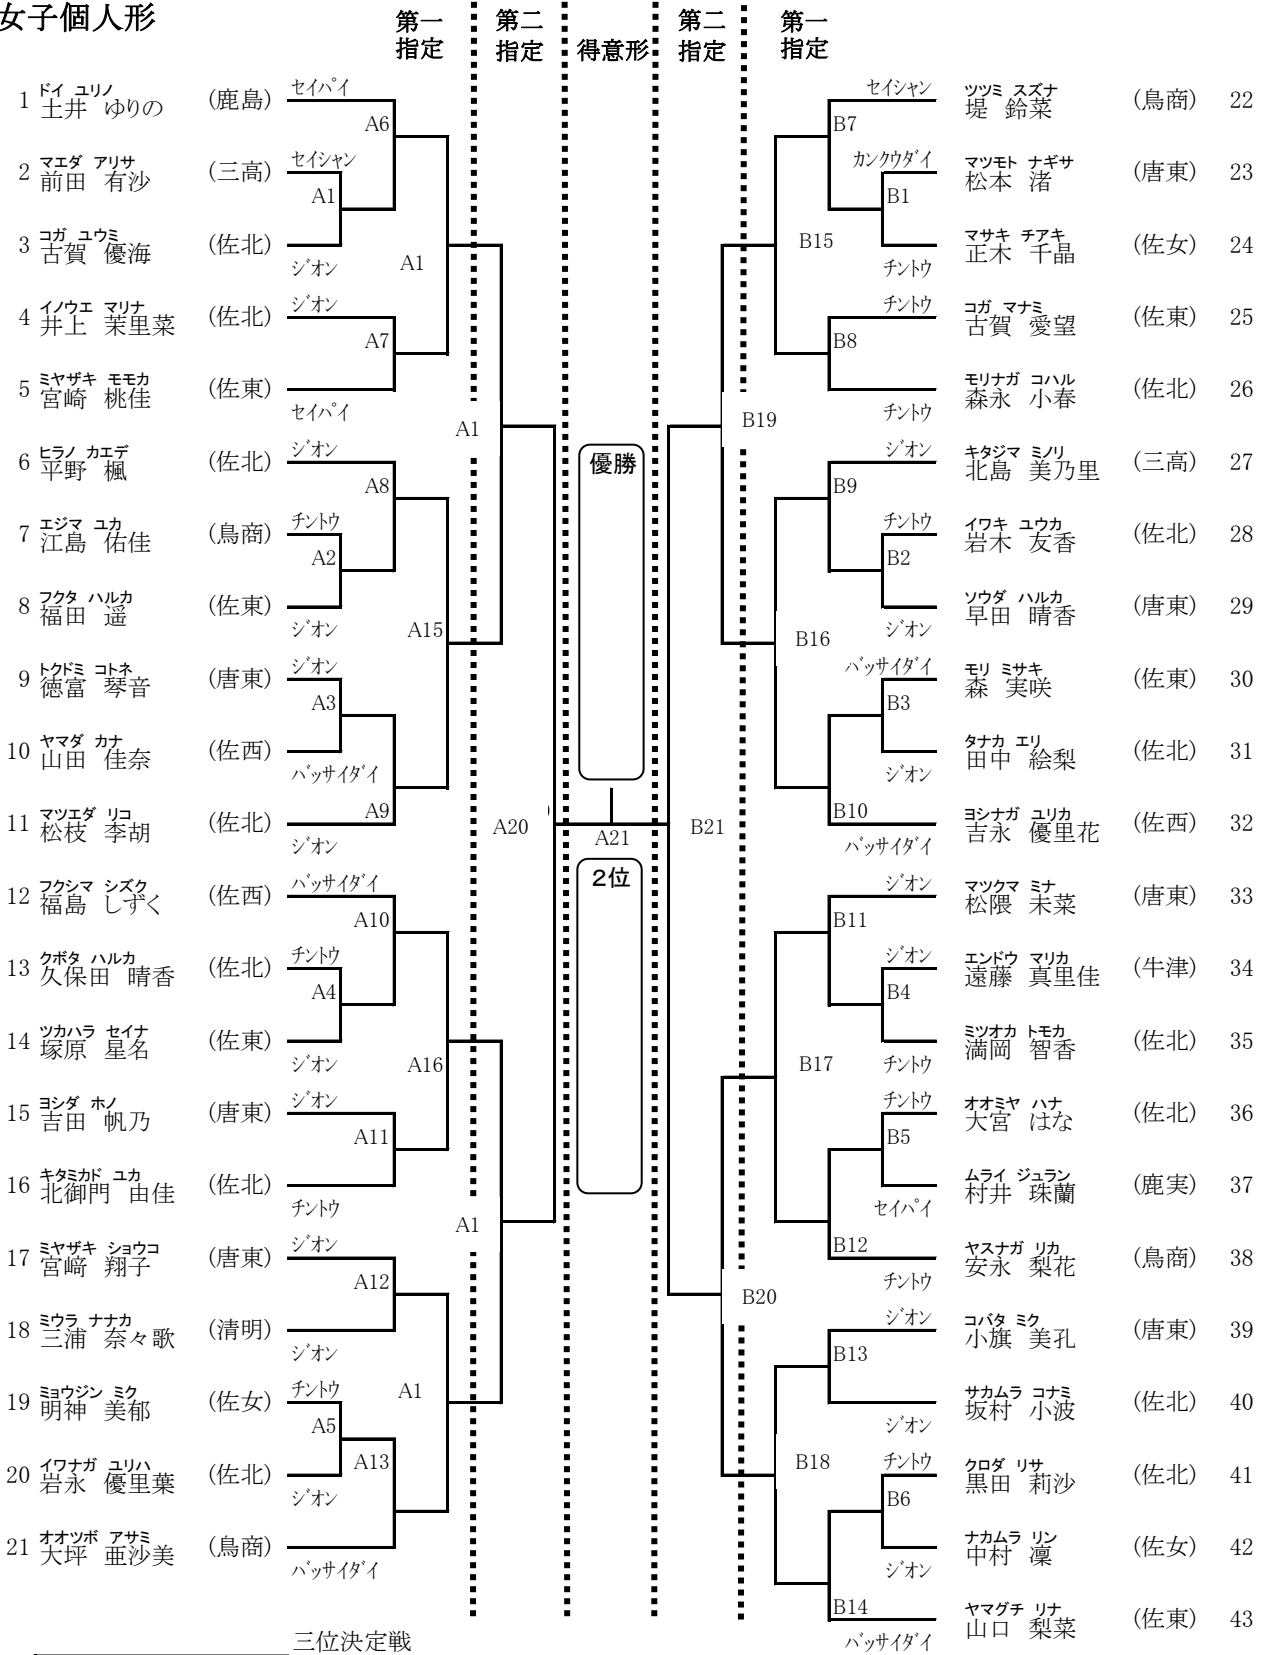 女子個人形
第一 第二 第二 第一
指定 指定 得意形 指定 指定
ドイ ユリノ セイパイ セイシャン ツツミ スズナ
1 土井 ゆりの (鹿島) A6 B7 堤 鈴菜 (鳥商) 22
マエダ アリサ セイシャン カンクウダイ マツモト ナギサ
2 前田 有沙 (三高) A1 B1 松本 渚 (唐東) 23
コガ ユウミ B15 マサキ チアキ
3 古賀 優海 (佐北) ジオン A1 チントウ 正木 千晶 (佐女) 24
イノウエ マリナ ジオン チントウ コガ マナミ
4 井上 茉里菜 (佐北) A7 B8 古賀 愛望 (佐東) 25
ミヤザキ モモカ モリナガ コハル
5 宮崎 桃佳 (佐東) セイパイ チントウ 森永 小春 (佐北) 26
A1 B19
ヒラノ カエデ ジオン 優勝 ジオン キタジマ ミノリ
6 平野 楓 (佐北) A8 B9 北島 美乃里 (三高) 27
エジマ ユカ チントウ チントウ イワキ ユウカ
7 江島 佑佳 (鳥商) A2 B2 岩木 友香 (佐北) 28
フクタ ハルカ ソウダ ハルカ
8 福田 遥 (佐東) ジオン A15 B16 ジオン 早田 晴香 (唐東) 29
トクドミ コトネ ジオン バッサイダイ モリ ミサキ
9 徳富 琴音 (唐東) A3 B3 森 実咲 (佐東) 30
ヤマダ カナ タナカ エリ
10 山田 佳奈 (佐西) バッサイダイ ジオン 田中 絵梨 (佐北) 31
マツエダ リコ A9 B10 ヨシナガ ユリカ
11 松枝 李胡 (佐北) ジオン A20 A21 B21 バッサイダイ 吉永 優里花 (佐西) 32
フクシマ シズク バッサイダイ 2位 ジオン マツクマ ミナ
12 福島 しずく (佐西) A10 B11 松隈 未菜 (唐東) 33
クボタ ハルカ チントウ ジオン エンドウ マリカ
13 久保田 晴香 (佐北) A4 B4 遠藤 真里佳 (牛津) 34
ツカハラ セイナ ミツオカ トモカ
14 塚原 星名 (佐東) ジオン A16 B17 チントウ 満岡 智香 (佐北) 35
ヨシダ ホノ ジオン チントウ オオミヤ ハナ
15 吉田 帆乃 (唐東) A11 B5 大宮 はな (佐北) 36
キタミカド ユカ ムライ ジュラン
16 北御門 由佳 (佐北) チントウ A1 セイパイ 村井 珠蘭 (鹿実) 37
ミヤザキ ショウコ ジオン B12 ヤスナガ リカ
17 宮﨑 翔子 (唐東) A12 チントウ 安永 梨花 (鳥商) 38
B20
ミウラ ナナカ ジオン コバタ ミク
18 三浦 奈々歌 (清明) ジオン B13 小旗 美孔 (唐東) 39
ミョウジン ミク チントウ サカムラ コナミ
19 明神 美郁 (佐女) A5 A1 ジオン 坂村 小波 (佐北) 40
イワナガ ユリハ A13 B18 チントウ クロダ リサ
20 岩永 優里葉 (佐北) ジオン B6 黒田 莉沙 (佐北) 41
オオツボ アサミ ナカムラ リン
21 大坪 亜沙美 (鳥商) バッサイダイ ジオン 中村 凜 (佐女) 42
B14 ヤマグチ リナ
三位決定戦 バッサイダイ 山口 梨菜 (佐東) 43